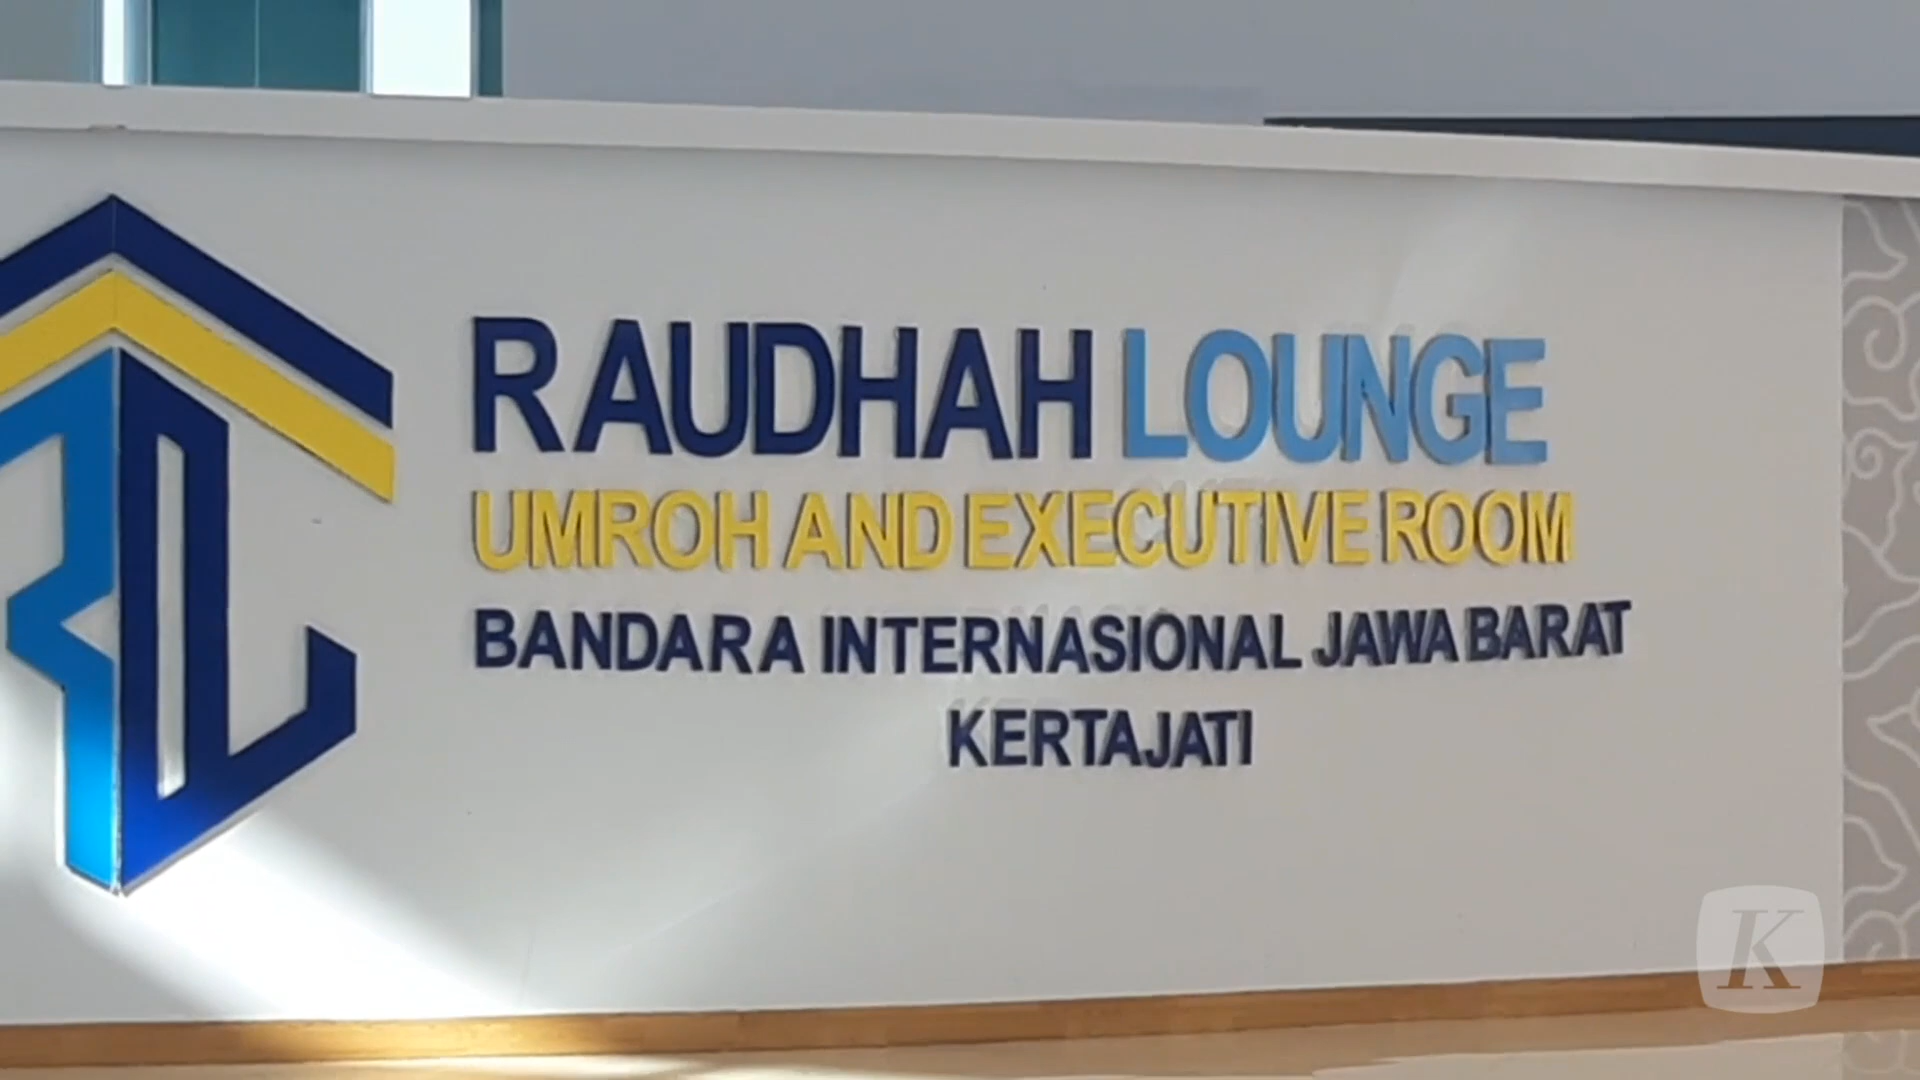 RAUDHAH LOUNGE
UMROH AND EXECUTIVE ROOM
BANDARA INTERNASIONAL JAWA BARAT
KERTAJATI
K